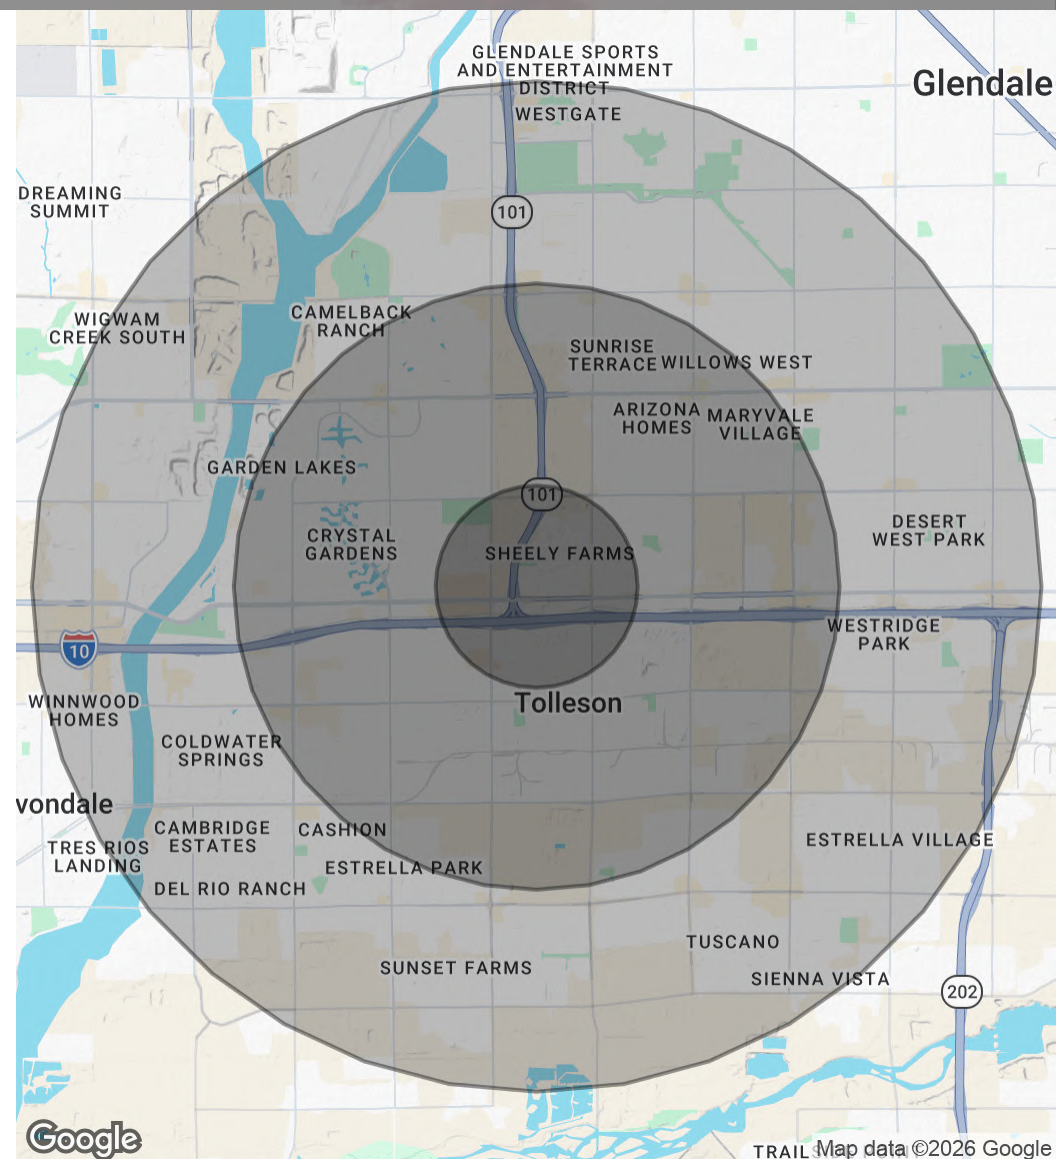 GLENDALE SPORTS
AND ENTERTAINMENT
DISTRICT
WESTGATE
Glendale
DREAMING
SUMMIT
101
WIGWAM
CREEK SOUTH
CAMELBACK
RANCH
SUNRISE
TERRACE
WILLOWS WEST
ARIZONA
HOMES
MARYVALE
VILLAGE
GARDEN LAKES
101
CRYSTAL
GARDENS
SHEELY FARMS
DESERT
WEST PARK
10
WESTRIDGE
PARK
WINNWOOD
HOMES
Tolleson
COLDWATER
SPRINGS
vondale
CAMBRIDGE
ESTATES
CASHION
ESTRELLA VILLAGE
TRES RIOS
LANDING
ESTRELLA PARK
DEL RIO RANCH
TUSCANO
SUNSET FARMS
SIENNA VISTA
202
Google
TRAIL
Map data ©2026 Google